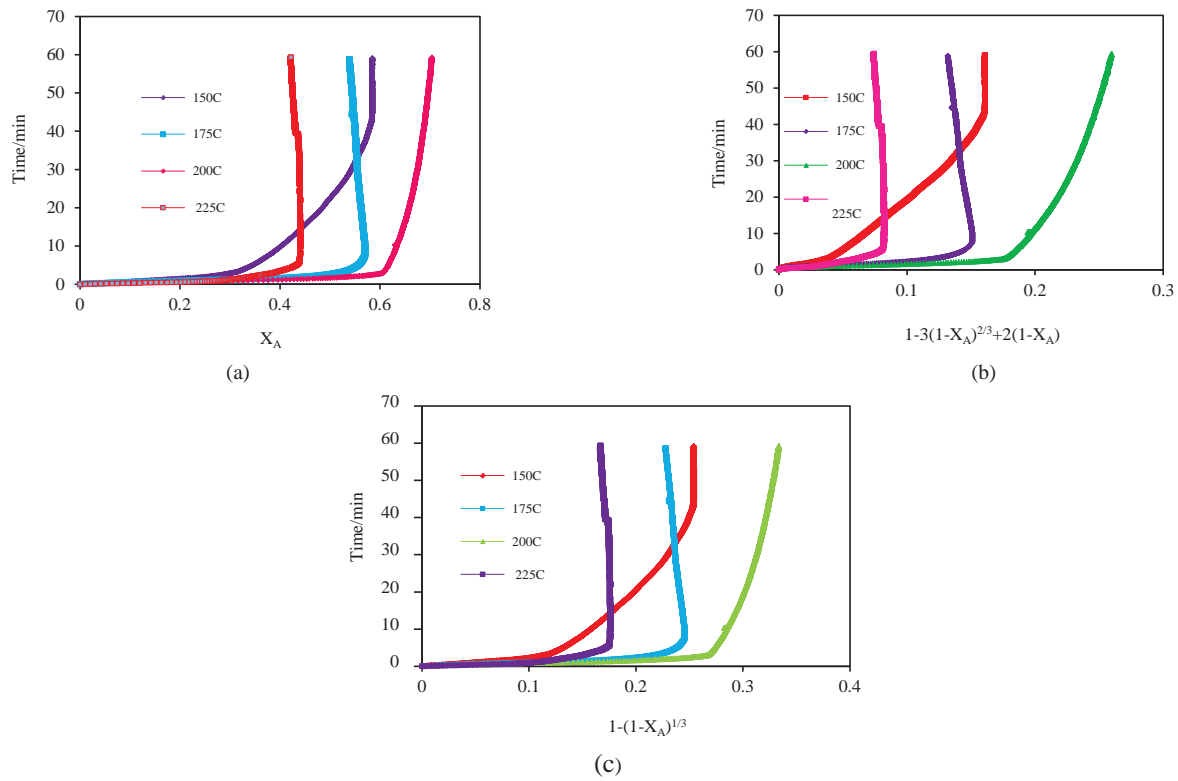 70
60
50
40
30
20
10
0
Time/min
150C
175C
200C
225C
0
0.2
0.4
0.6
0.8
X_A
(a)
70
60
50
40
30
20
10
0
Time/min
150C
175C
200C
225C
0
0.1
0.2
0.3
1-3(1-X_A)^{2/3}+2(1-X_A)
(b)
70
60
50
40
30
20
10
0
Time/min
150C
175C
200C
225C
0
0.1
0.2
0.3
0.4
1-(1-X_A)^{1/3}
(c)